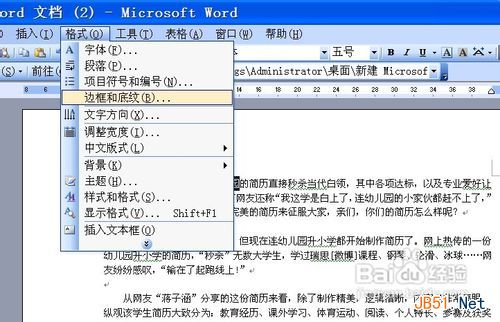 ord 文档 (2) - Microsoft Word
插入(I) 格式(O) 工具(T) 表格(A) 窗口(W) 帮助(H)
字体(F)... 五号
段落(P)...
(S) 前往( 项目符号和编号(N)... gs\Administrator\桌面\新建 Microsof
边框和底纹(B)...
文字方向(X)...
调整宽度(I)...
中文版式(L)
背景(K)
主题(H)... 的简历直接秒杀当代白领，其中各项达标，以及专业爱好让
样式和格式(S)... 网友还称“我这学是白上了，连幼儿园的小家伙都赶不上了，”
显示格式(V)... Shift+F1 完美的简历来征服大家，亲们，你们的简历怎么样呢？
插入文本框(O)
但现在连幼儿园升小学都开始制作简历了。网上热传的一份
幼儿园升小学的简历，“秒杀”无数大学生，学过瑞思[微博]课程、钢琴、轮滑、冰球……网
友纷纷感叹，“输在了起跑线上！”
从网友“蒋子涵”分享的这份简历来看，除了制作精美、逻辑清晰、
纵观该学生简历大致分为：教育经历、课外学习、体育运动、阅读、个人特长、参赛及获奖
Baidu 百科
JB51.Net